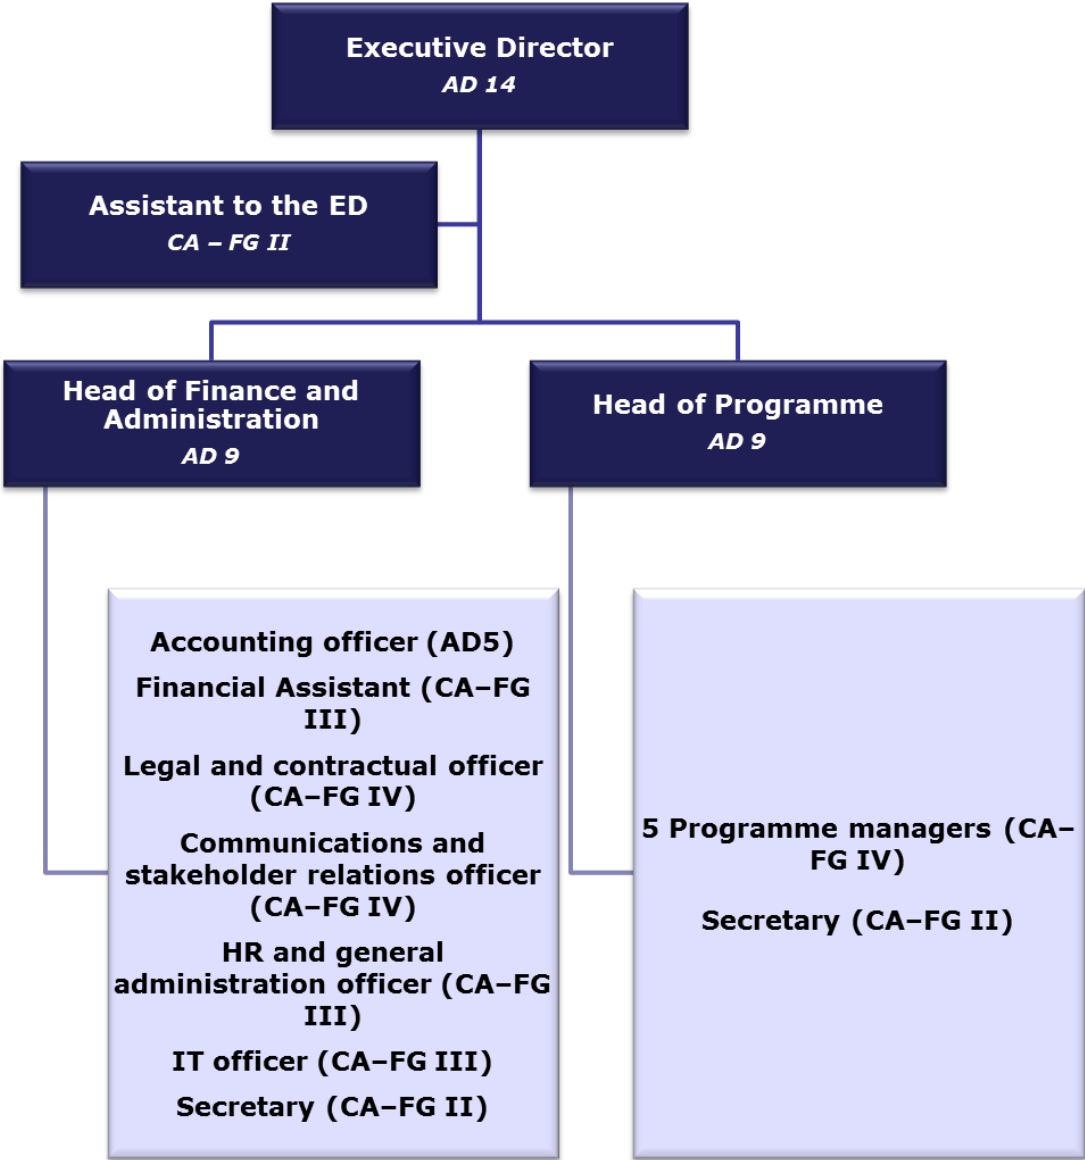 Executive Director
AD 14
Assistant to the ED
CA – FG II
Head of Finance and
Administration
AD 9
Head of Programme
AD 9
Accounting officer (AD5)
Financial Assistant (CA–FG
III)
Legal and contractual officer
(CA–FG IV)
Communications and
stakeholder relations officer
(CA–FG IV)
HR and general
administration officer (CA–FG
III)
IT officer (CA–FG III)
Secretary (CA–FG II)
5 Programme managers (CA–
FG IV)
Secretary (CA–FG II)